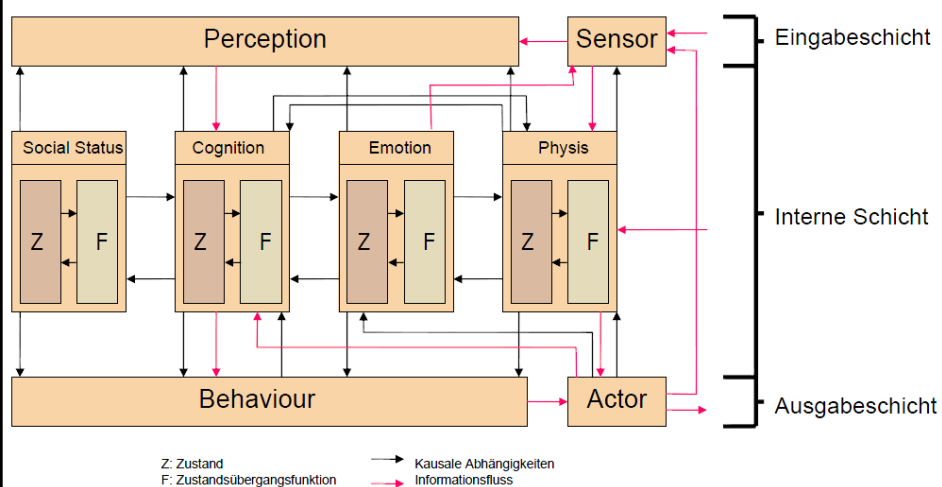 Perception
Sensor
Eingabeschicht
Social Status
Cognition
Emotion
Physis
Z F
Z F
Z F
Z F
Interne Schicht
Behaviour
Actor
Ausgabeschicht
Z: Zustand
F: Zustandsübergangsfunktion
Kausale Abhängigkeiten
Informationsfluss